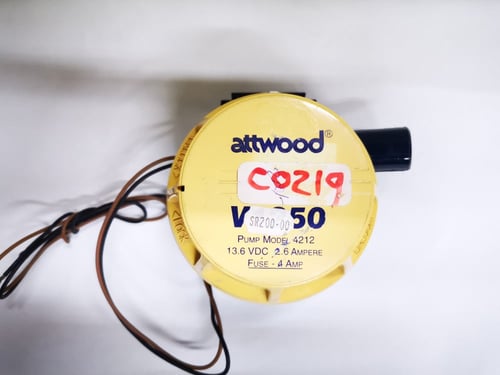 attwood®
C0219
V 50
SR200-00
PUMP MODEL 4212
13.6 VDC 2.6 AMPERE
FUSE - 4 AMP